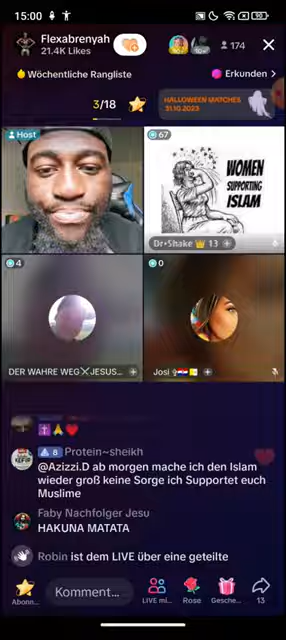 15:00
90
Flexabrenyah
21.4K Likes
174
Wöchentliche Rangliste
Erkunden >
3/18
HALLOWEEN MATCHES
31.10.2023
Host
67
WOMEN
SUPPORTING
ISLAM
Dr•Shake 13
4
DER WAHRE WEG⚔JESUS...
0
Josi
8 Protein~sheikh
@Azizzi.D ab morgen mache ich den Islam
wieder groß keine Sorge ich Supportet euch
Muslime
Faby Nachfolger Jesu
HAKUNA MATATA
Robin ist dem LIVE über eine geteilte
Komment...
Abonn...
LIVE mi...
Rose
Gesche...
13